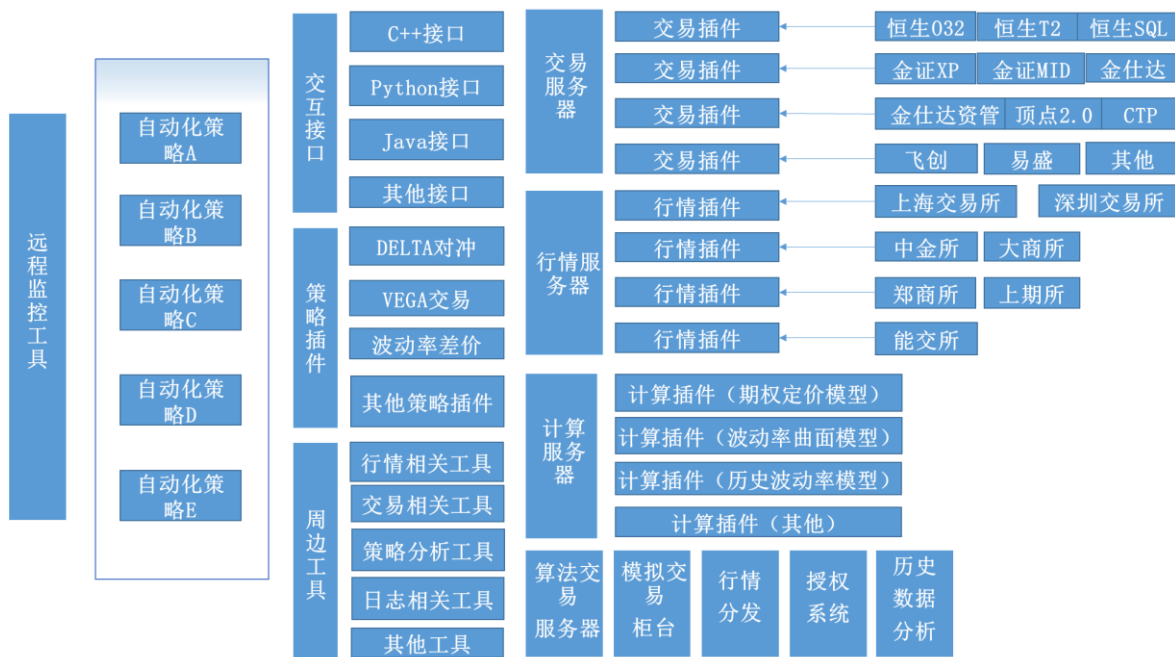 远程监控工具
自动化策
略A
自动化策
略B
自动化策
略C
自动化策
略D
自动化策
略E
交互接口
C++接口
Python接口
Java接口
其他接口
策略插件
DELTA对冲
VEGA交易
波动率差价
其他策略插件
周边工具
行情相关工具
交易相关工具
策略分析工具
日志相关工具
其他工具
交易
服务
器
交易插件
恒生O32
恒生T2
恒生SQL
交易插件
金证XP
金证MID
金仕达
交易插件
金仕达资管
顶点2.0
CTP
交易插件
飞创
易盛
其他
行情服
务器
行情插件
上海交易所
深圳交易所
行情插件
中金所
大商所
行情插件
郑商所
上期所
行情插件
能交所
计算
服务
器
计算插件（期权定价模型）
计算插件（波动率曲面模型）
计算插件（历史波动率模型）
计算插件（其他）
算法交
易
服务器
模拟交
易
柜台
行情
分发
授权
系统
历史
数据
分析